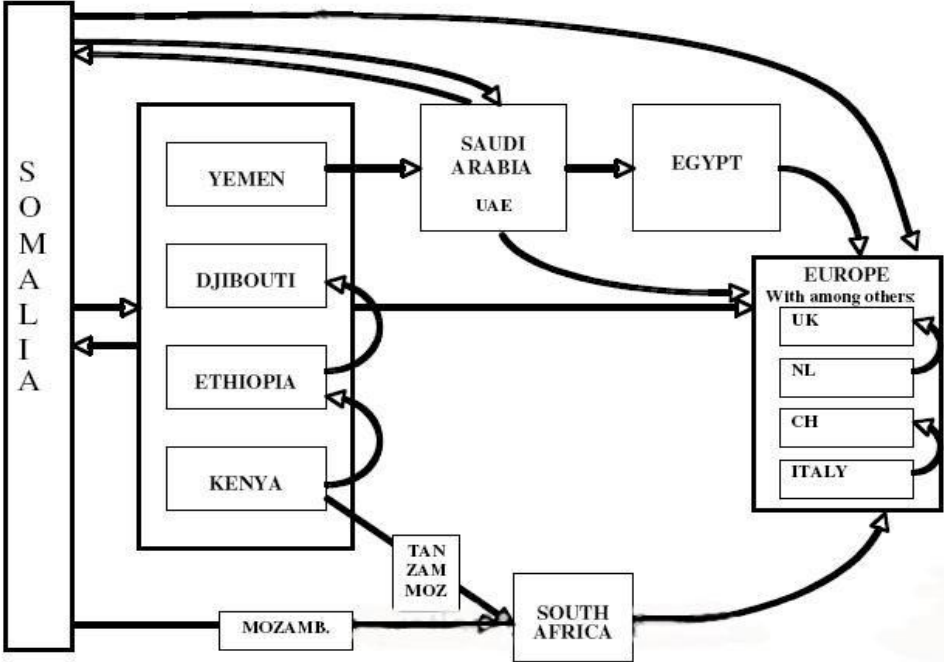 SOMALIA
YEMEN
DJIBOUTI
ETHIOPIA
KENYA
SAUDI
ARABIA
UAE
EGYPT
EUROPE
With among others:
UK
NL
CH
ITALY
TAN
ZAM
MOZ
MOZAMB.
SOUTH
AFRICA